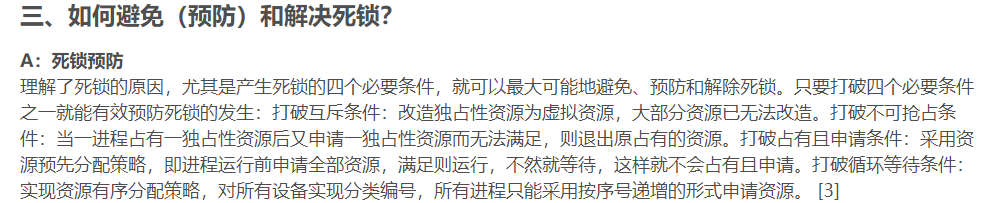 三、如何避免（预防）和解决死锁？
A：死锁预防
理解了死锁的原因，尤其是产生死锁的四个必要条件，就可以最大可能地避免、预防和解除死锁。只要打破四个必要条件
之一就能有效预防死锁的发生：打破互斥条件：改造独占性资源为虚拟资源，大部分资源已无法改造。打破不可抢占条
件：当一进程占有一独占性资源后又申请一独占性资源而无法满足，则退出原占有的资源。打破占有且申请条件：采用资
源预先分配策略，即进程运行前申请全部资源，满足则运行，不然就等待，这样就不会占有且申请。打破循环等待条件：
实现资源有序分配策略，对所有设备实现分类编号，所有进程只能采用按序号递增的形式申请资源。 [3]